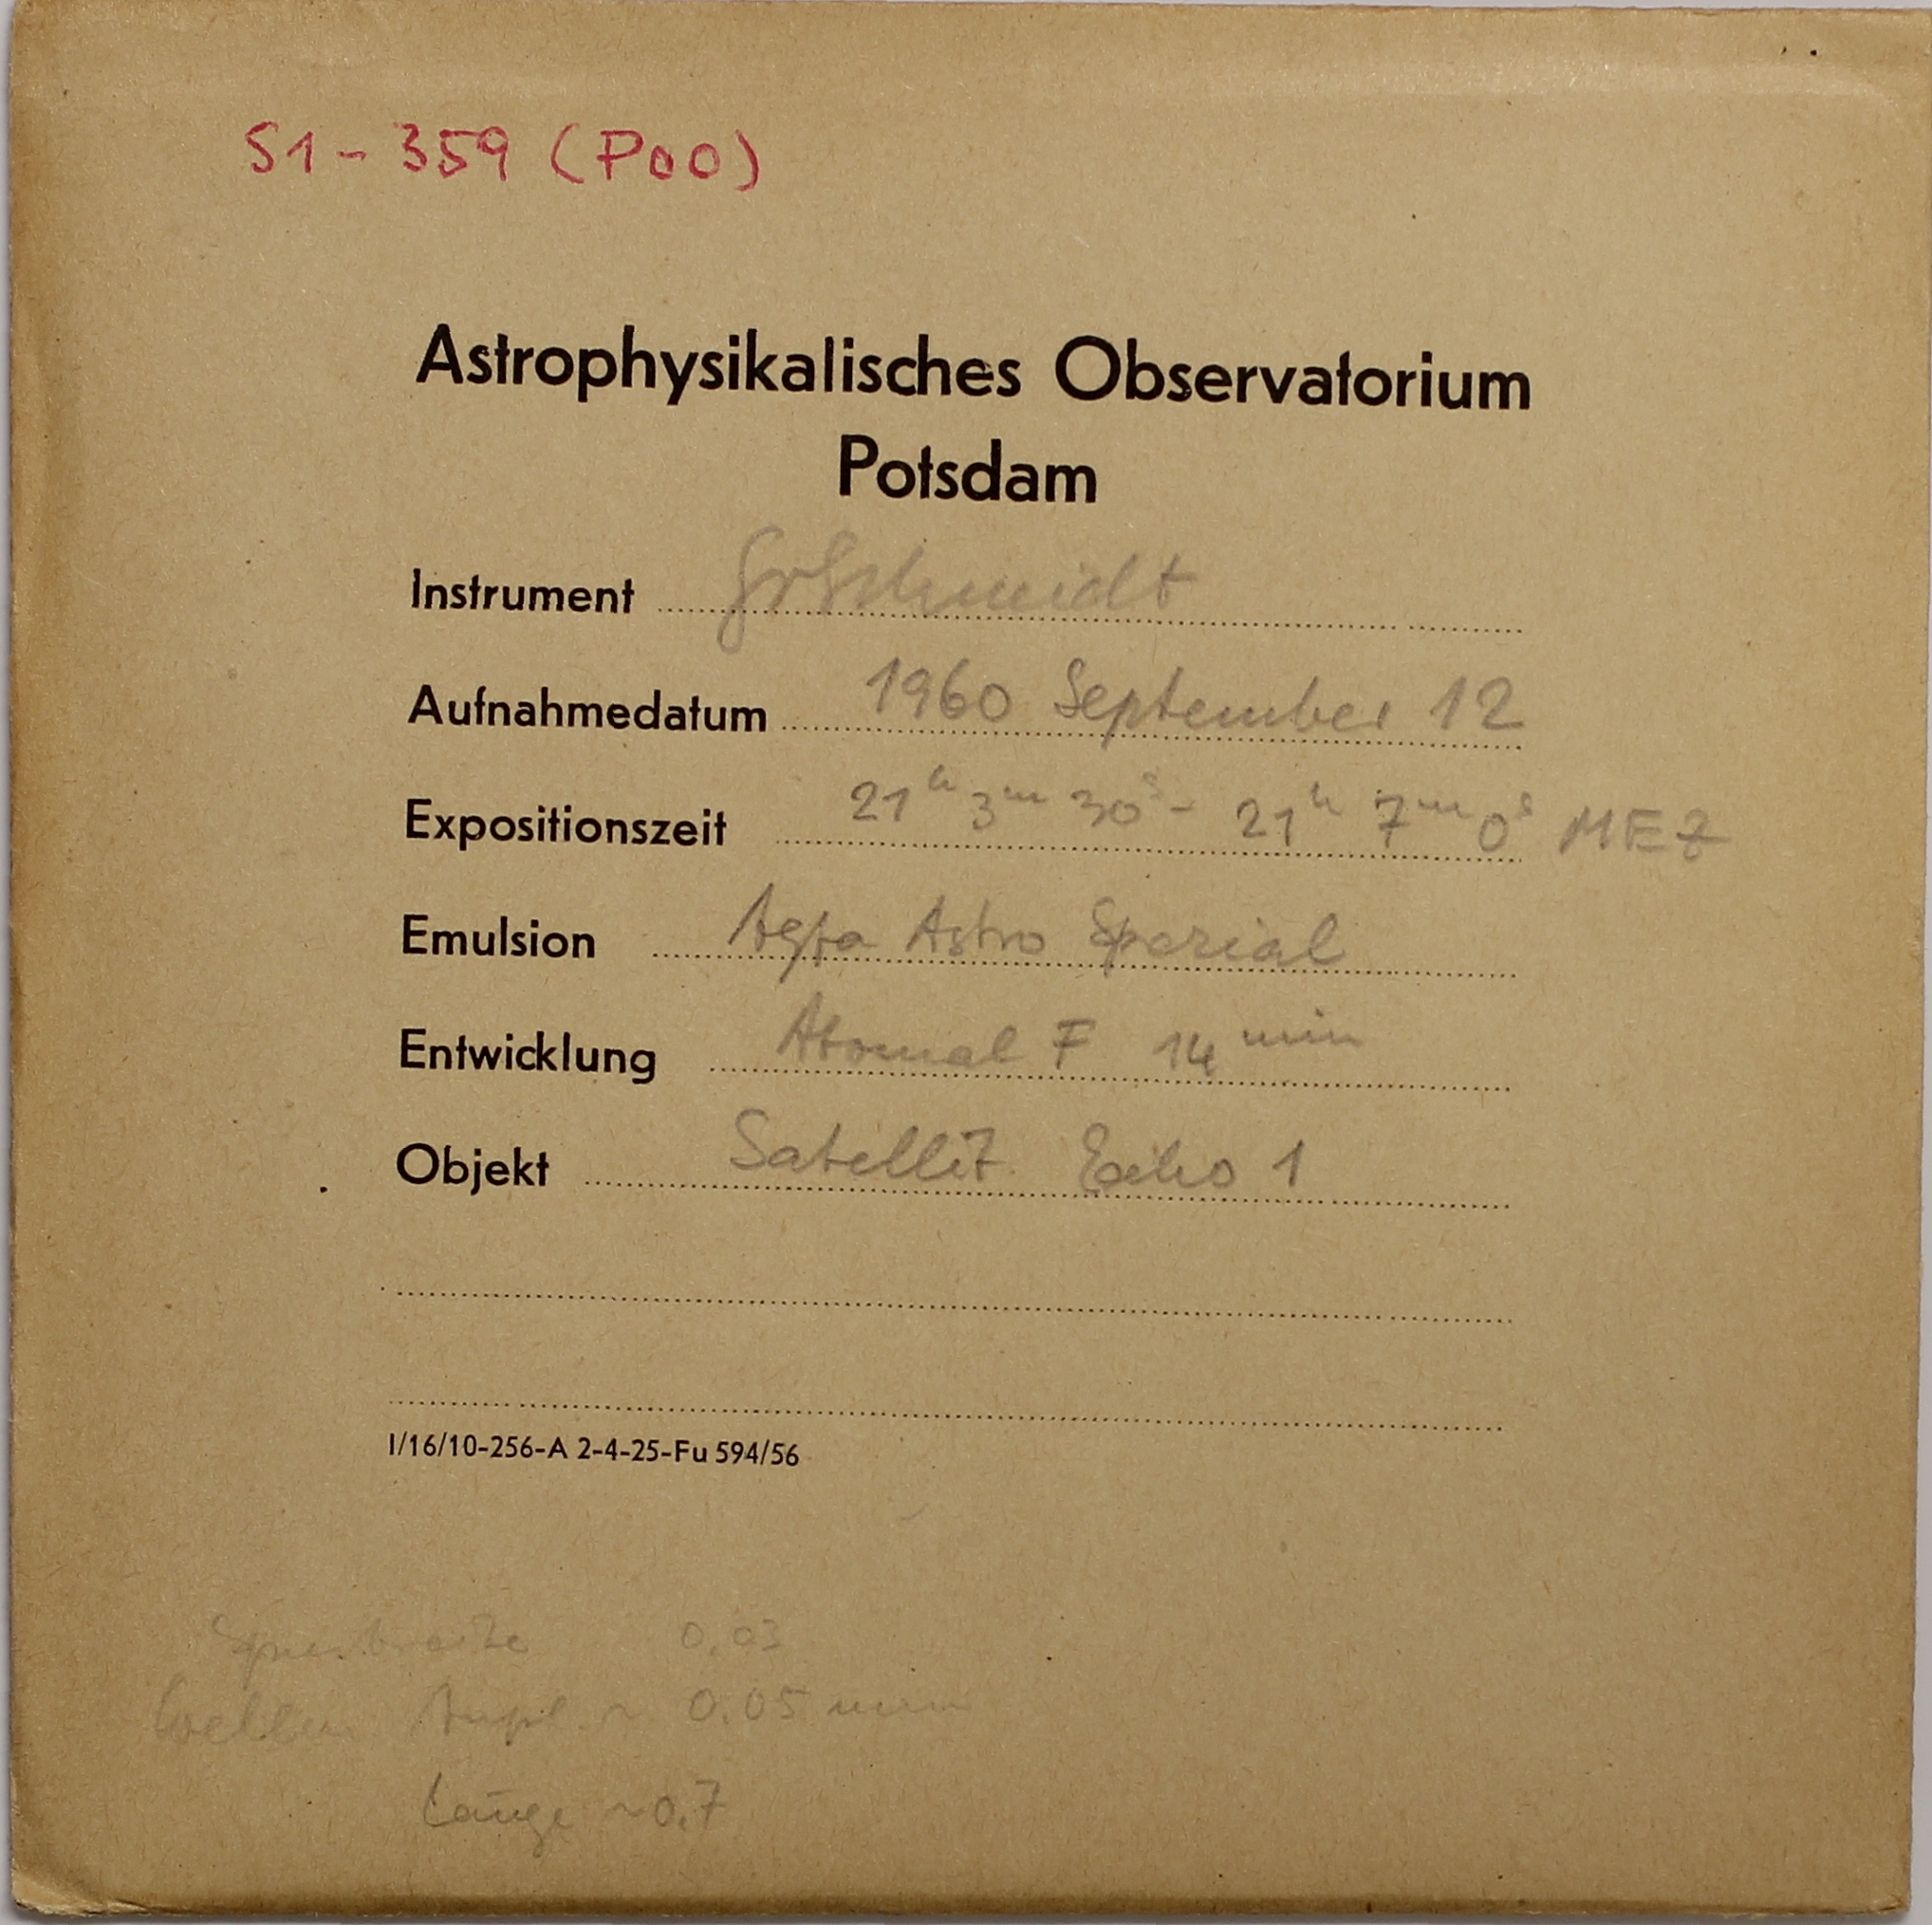 S1 - 359 (P00)
Astrophysikalisches Observatorium
Potsdam
Instrument Gr Schmidt
Aufnahmedatum 1960 September 12
Expositionszeit 21h 3m 30s - 21h 7m 0s MEZ
Emulsion Agfa Astro Spezial
Entwicklung Atomal F 14 min
Objekt Satellit Echo 1
I/16/10-256-A 2-4-25-Fu 594/56
Spurbreite 0.03
Wellen Ampl. ~ 0.05 mm
Länge ~0.7